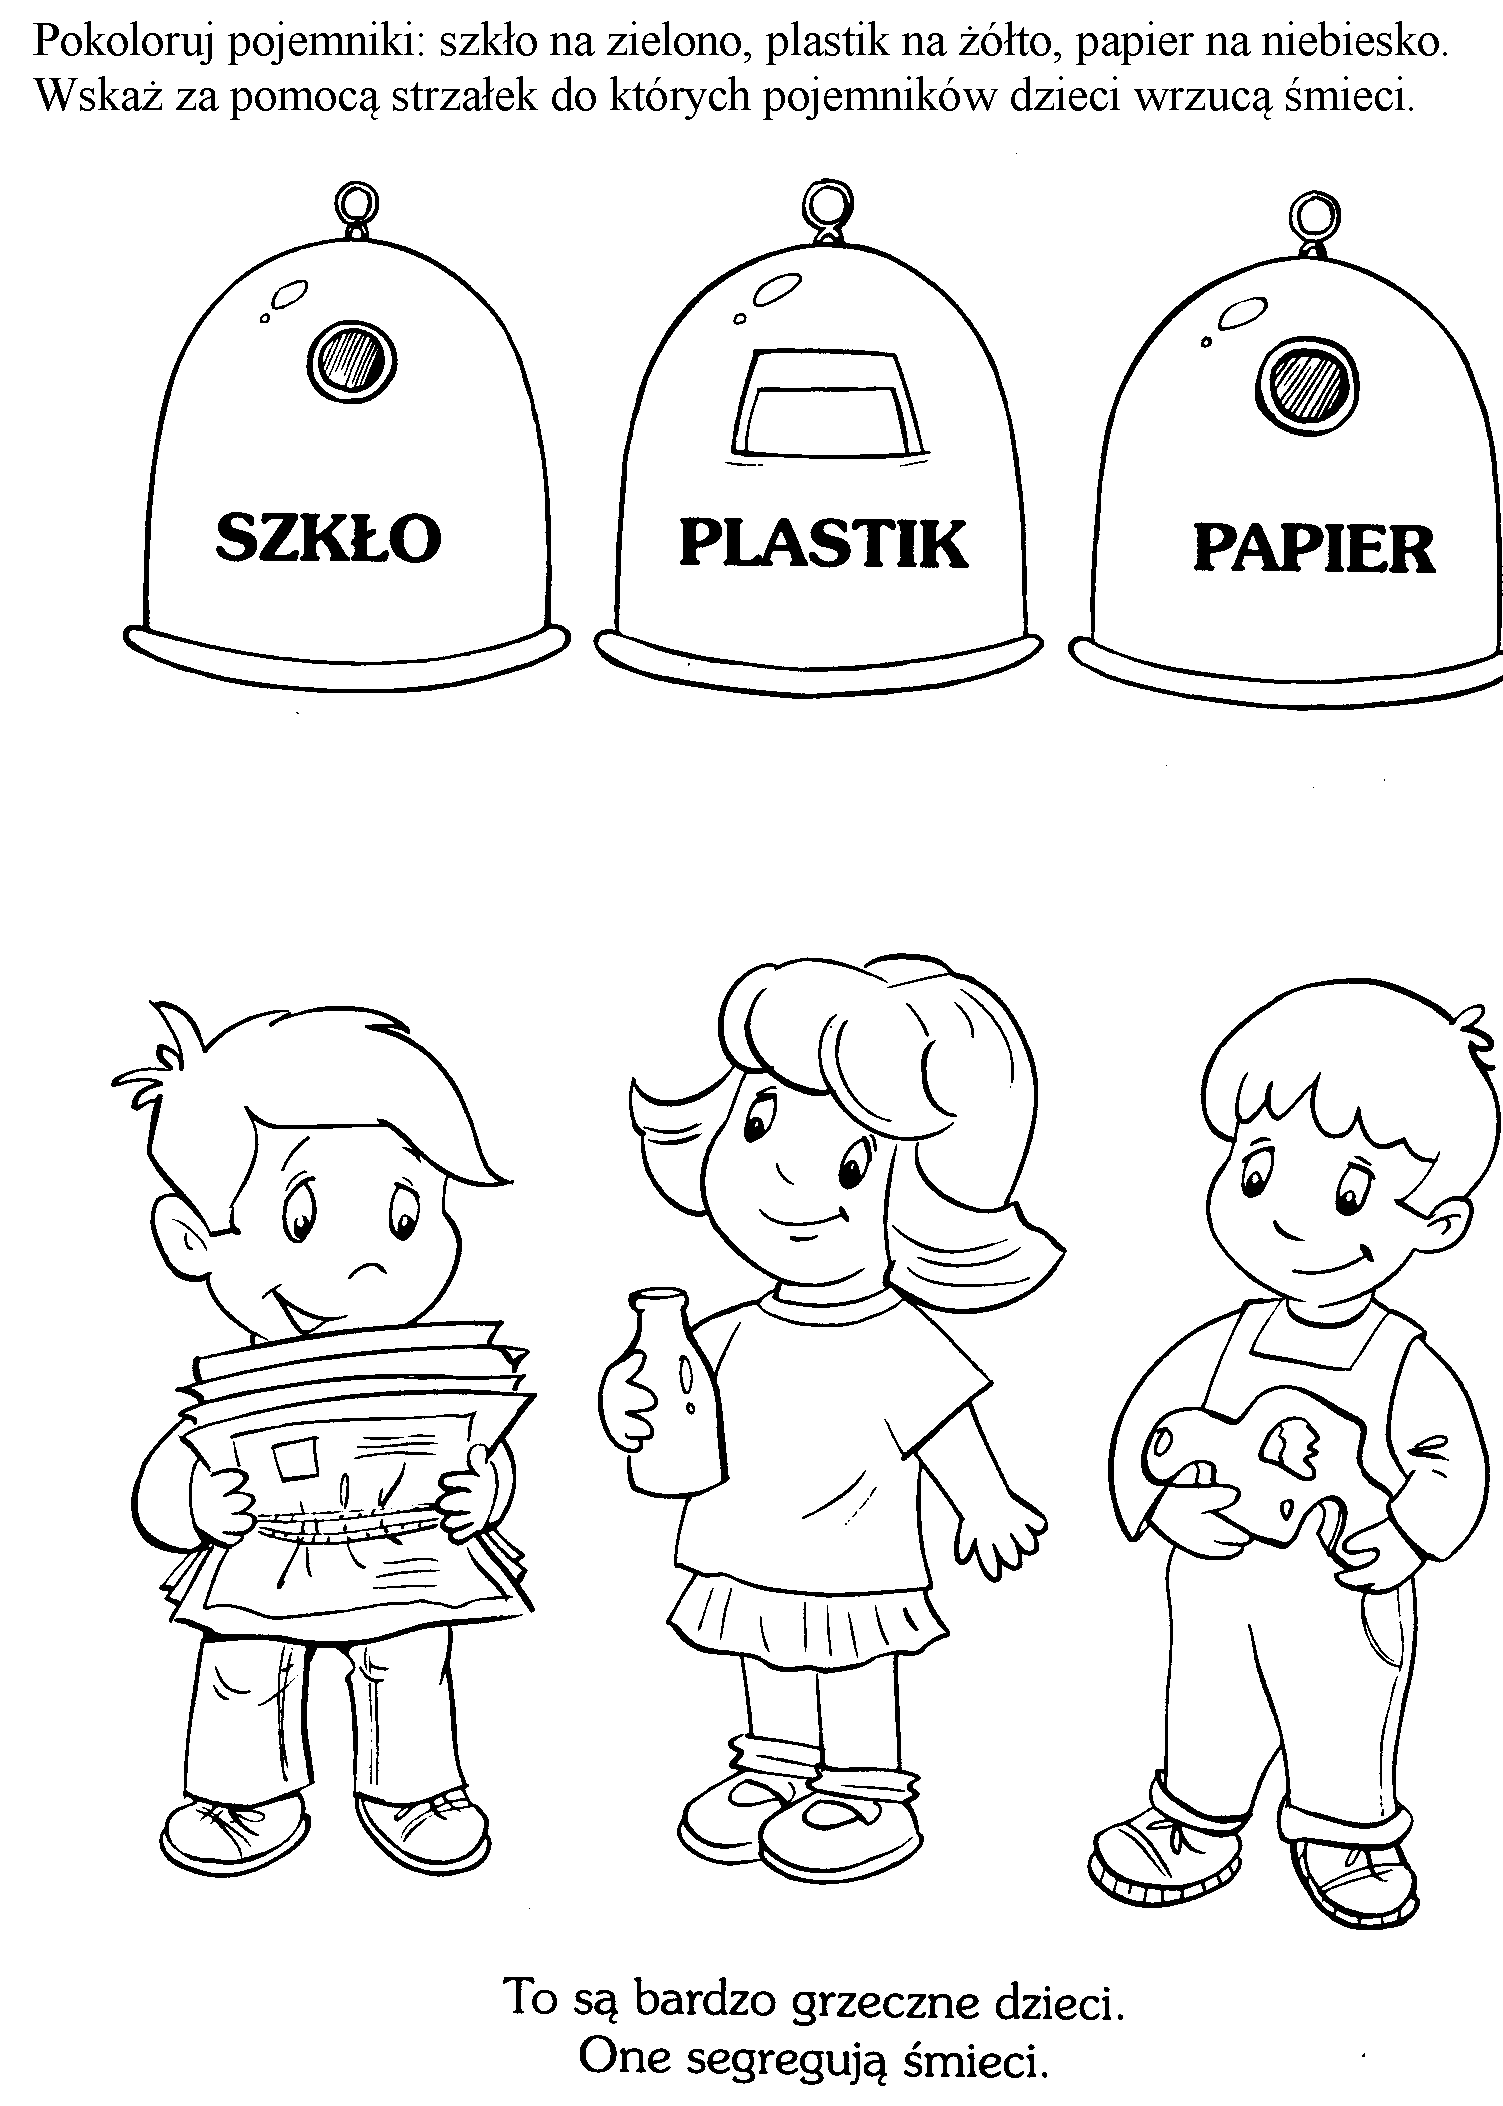 Pokoloruj pojemniki: szkło na zielono, plastik na żółto, papier na niebiesko.
Wskaż za pomocą strzałek do których pojemników dzieci wrzucą śmieci.
SZKŁO
PLASTIK
PAPIER
To są bardzo grzeczne dzieci.
One segregują śmieci.